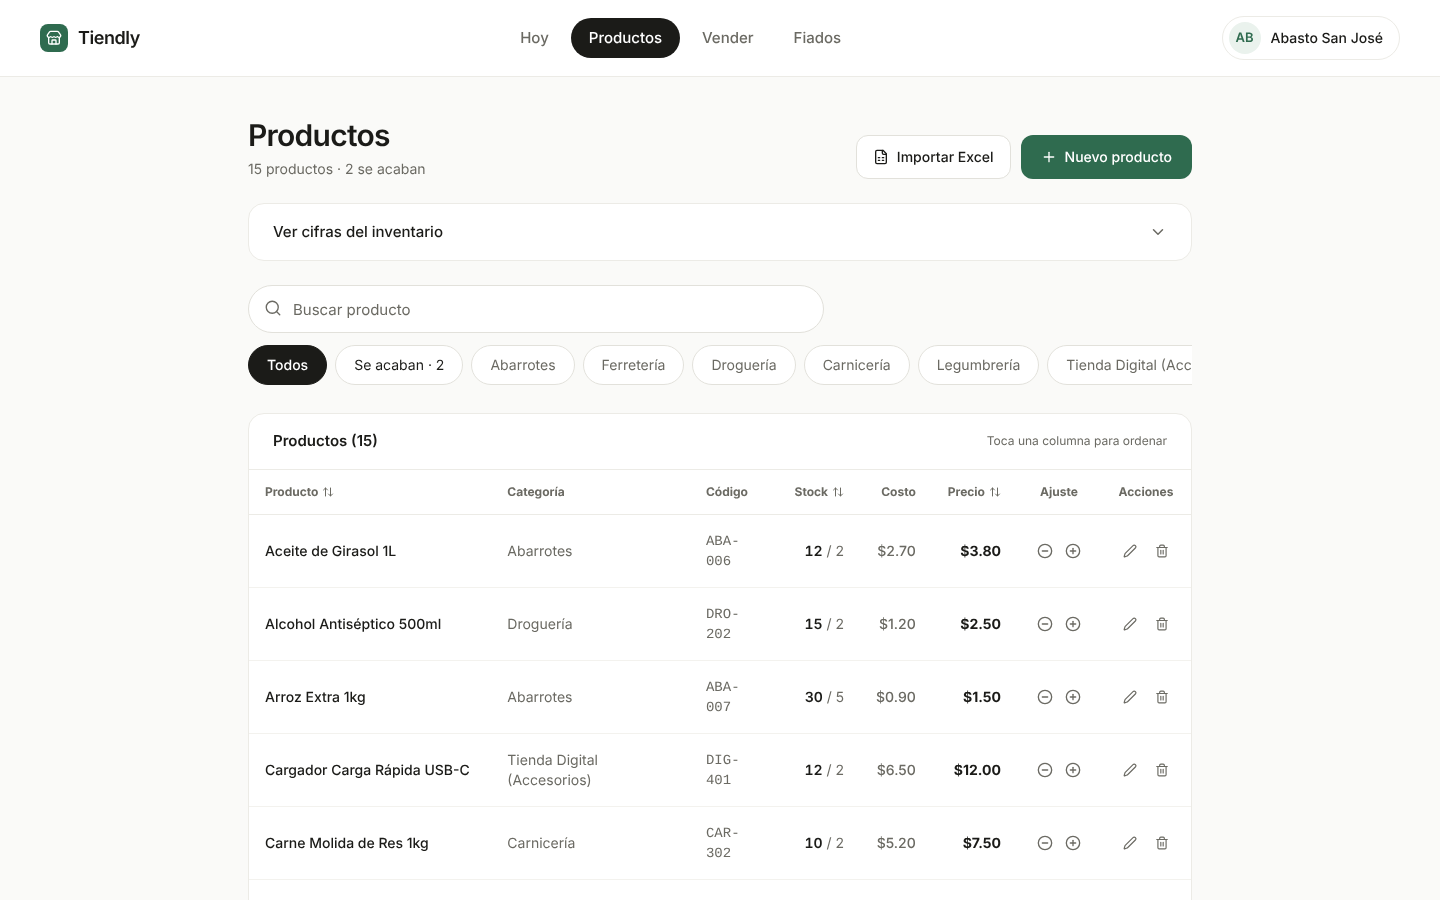 Tiendly
Hoy
Productos
Vender
Fiados
AB
Abasto San José
Productos
15 productos · 2 se acaban
Importar Excel
Nuevo producto
Ver cifras del inventario
Buscar producto
Todos
Se acaban · 2
Abarrotes
Ferretería
Droguería
Carnicería
Legumbrería
Tienda Digital (Acc
Productos (15)
Toca una columna para ordenar
Producto
Categoría
Código
Stock
Costo
Precio
Ajuste
Acciones
Aceite de Girasol 1L
Abarrotes
ABA-
006
12 / 2
$2.70
$3.80
Alcohol Antiséptico 500ml
Droguería
DRO-
202
15 / 2
$1.20
$2.50
Arroz Extra 1kg
Abarrotes
ABA-
007
30 / 5
$0.90
$1.50
Cargador Carga Rápida USB-C
Tienda Digital
(Accesorios)
DIG-
401
12 / 2
$6.50
$12.00
Carne Molida de Res 1kg
Carnicería
CAR-
302
10 / 2
$5.20
$7.50